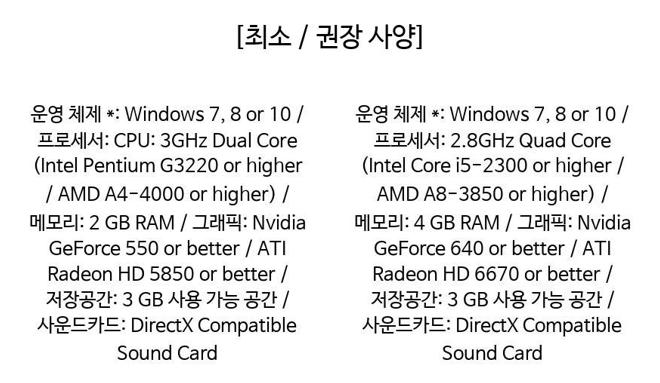 [최소 / 권장 사양]
운영 체제 *: Windows 7, 8 or 10 /
프로세서: CPU: 3GHz Dual Core
(Intel Pentium G3220 or higher
/ AMD A4-4000 or higher) /
메모리: 2 GB RAM / 그래픽: Nvidia
GeForce 550 or better / ATI
Radeon HD 5850 or better /
저장공간: 3 GB 사용 가능 공간 /
사운드카드: DirectX Compatible
Sound Card
운영 체제 *: Windows 7, 8 or 10 /
프로세서: 2.8GHz Quad Core
(Intel Core i5-2300 or higher /
AMD A8-3850 or higher) /
메모리: 4 GB RAM / 그래픽: Nvidia
GeForce 640 or better / ATI
Radeon HD 6670 or better /
저장공간: 3 GB 사용 가능 공간 /
사운드카드: DirectX Compatible
Sound Card